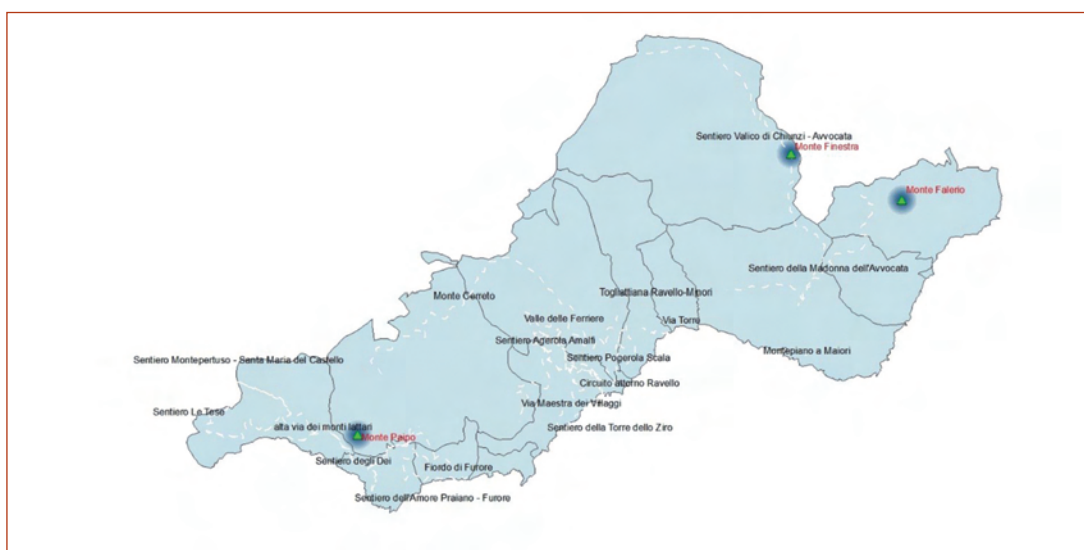 Sentiero Valico di Chiunzi - Avvocata
Monte Finestra
Monte Falerio
Sentiero della Madonna dell'Avvocata
Togliattiana Ravello-Minori
Monte Cerreto
Valle delle Ferriere
Via Torre
Sentiero Agerola Amalfi
Montepiano a Maiori
Sentiero Montepertuso - Santa Maria del Castello
Sentiero Pogerola Scala
Circuito attorno Ravello
Via Maestra dei Villaggi
Sentiero Le Tese
alta via dei monti lattari
Sentiero della Torre dello Ziro
Monte Paipo
Sentiero degli Dei
Fiordo di Furore
Sentiero dell'Amore Praiano - Furore